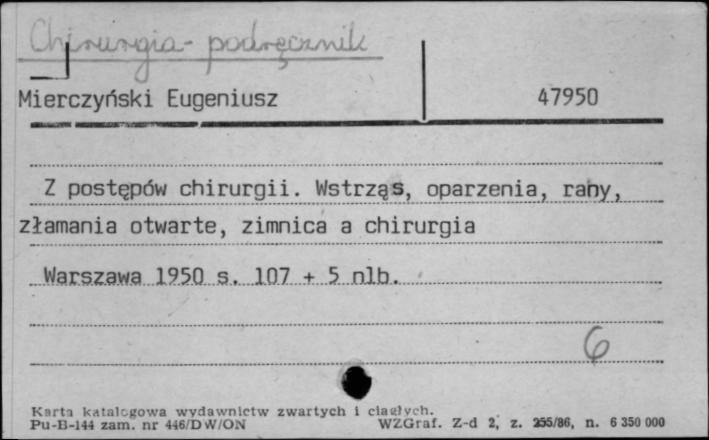 Chirurgia - podręcznik
Mierczyński Eugeniusz 47950
Z postępów chirurgii. Wstrząs, oparzenia, rany,
złamania otwarte, zimnica a chirurgia
Warszawa 1950 s. 107 + 5 nlb.
6
Karta katalogowa wydawnictw zwartych i ciągłych.
Pu-B-144 zam. nr 446/DW/ON WZGraf. Z-d 2, z. 255/86, n. 6 350 000